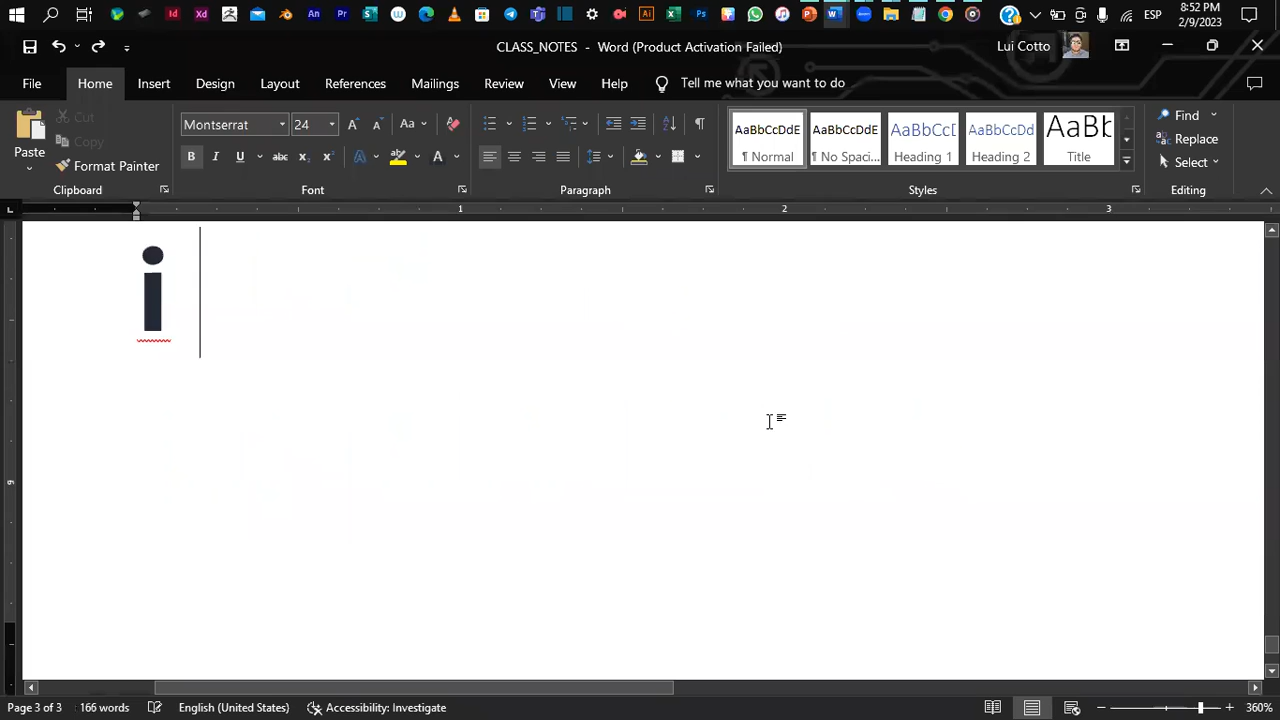 8:52 PM
ESP
2/9/2023
CLASS_NOTES - Word (Product Activation Failed)
Lui Cotto
File Home Insert Design Layout References Mailings Review View Help Tell me what you want to do
Paste
Cut
Copy
Format Painter
Clipboard
Montserrat 24
Font
Paragraph
AaBbCcDdE AaBbCcDdE AaBbC AaBbCcDd AaB
¶ Normal ¶ No Spaci... Heading 1 Heading 2 Title
Styles
Find
Replace
Select
Editing
1 2 3
i
Page 3 of 3 166 words English (United States) Accessibility: Investigate 360%